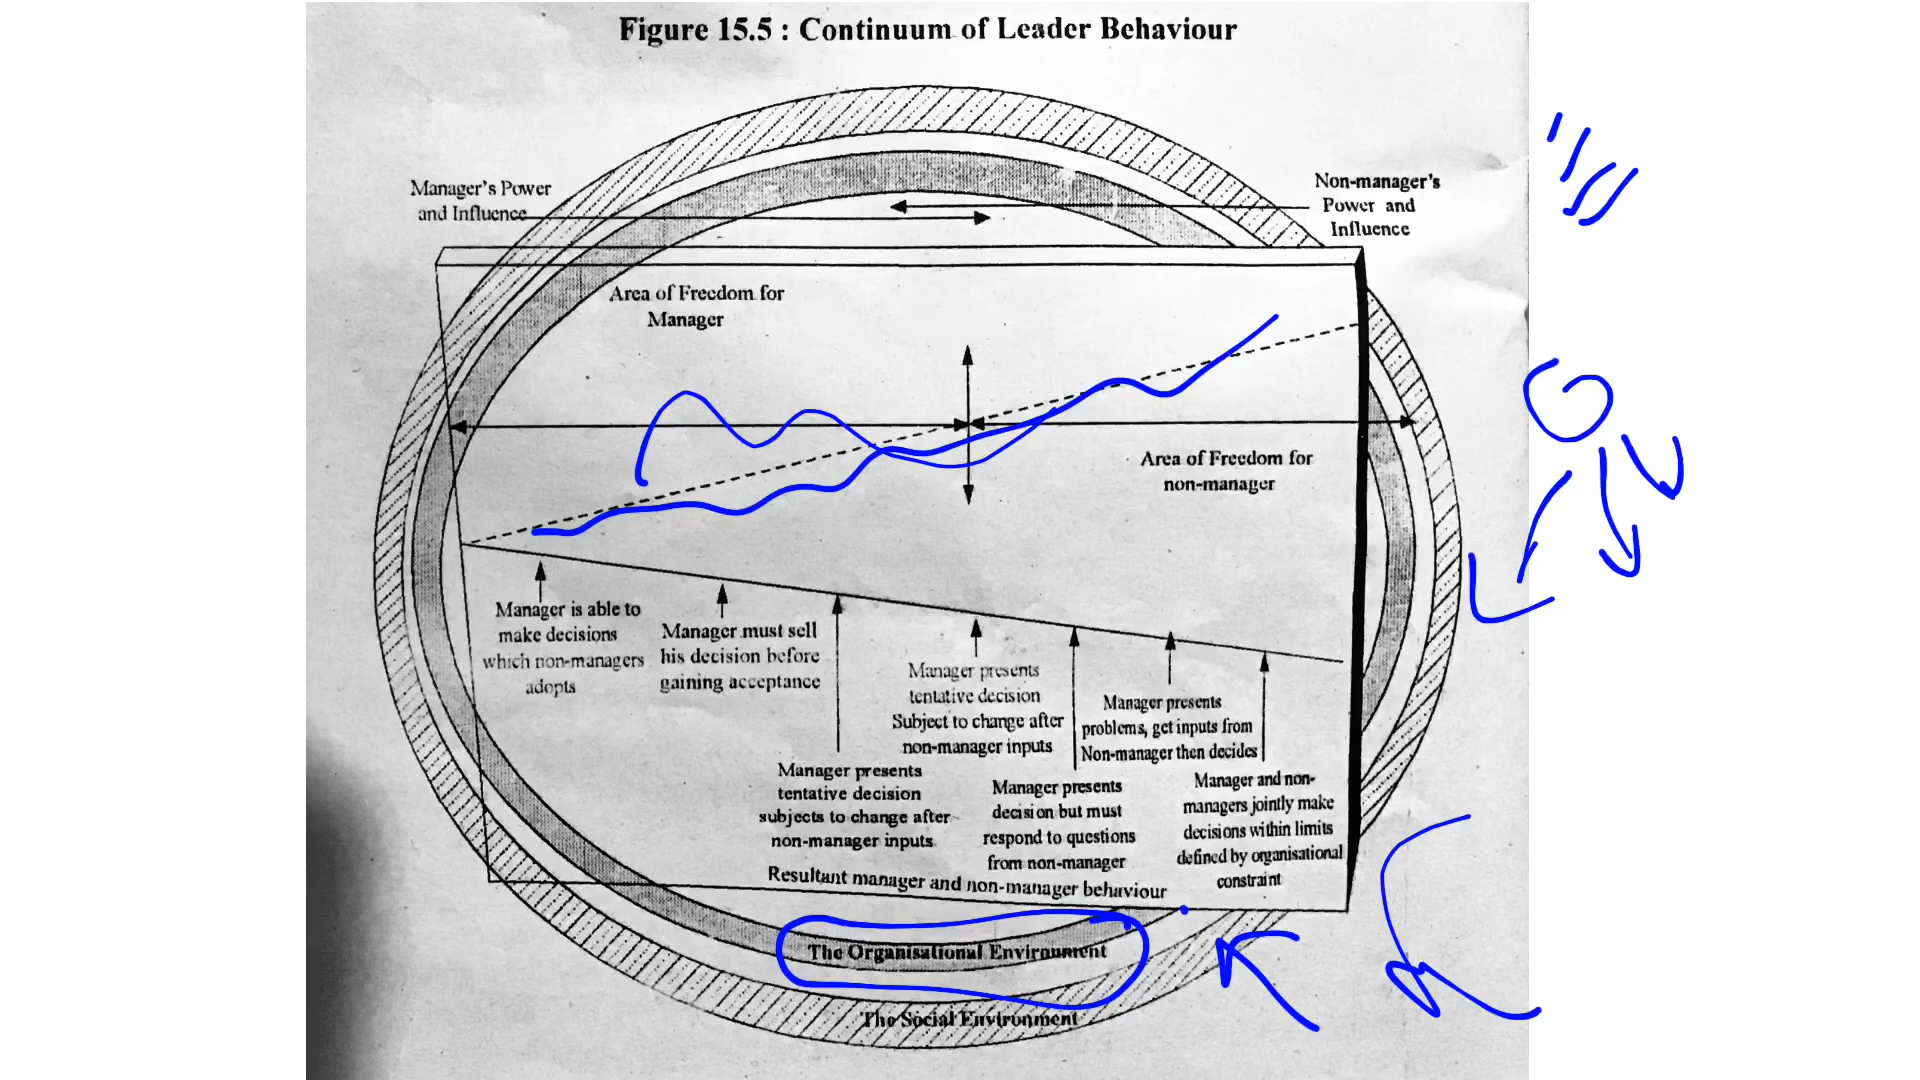 Figure 15.5 : Continuum of Leader Behaviour
Manager's Power
and Influence
Non-manager's
Power and
Influence
Area of Freedom for
Manager
Area of Freedom for
non-manager
Manager is able to
make decisions
which non-managers
adopts
Manager must sell
his decision before
gaining acceptance
Manager presents
tentative decision
subjects to change after
non-manager inputs
Manager presents
tentative decision
Subject to change after
non-manager inputs
Manager presents
decision but must
respond to questions
from non-manager
Manager presents
problems, get inputs from
Non-manager then decides
Manager and non-
managers jointly make
decisions within limits
defined by organisational
constraint
Resultant manager and non-manager behaviour
The Organisational Environment
The Social Environment